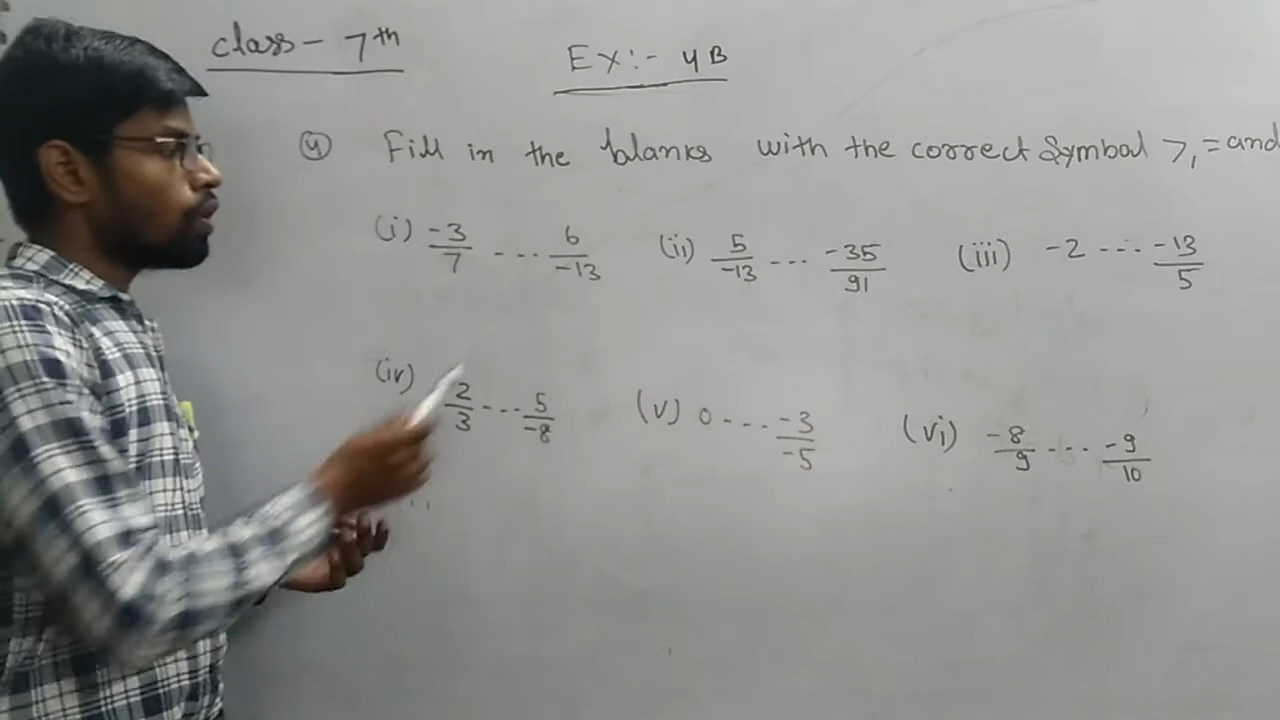 class- 7th
Ex:- 4B
④ Fill in the blanks with the correct Symbol >, = and
(i) -3/7 ---- 6/-13 (ii) 5/-13 --- -35/91 (iii) -2 ---- -13/5
(iv) 2/3 ---- 5/-8 (v) 0 ---- -3/-5 (vi) -8/9 ---- -9/10